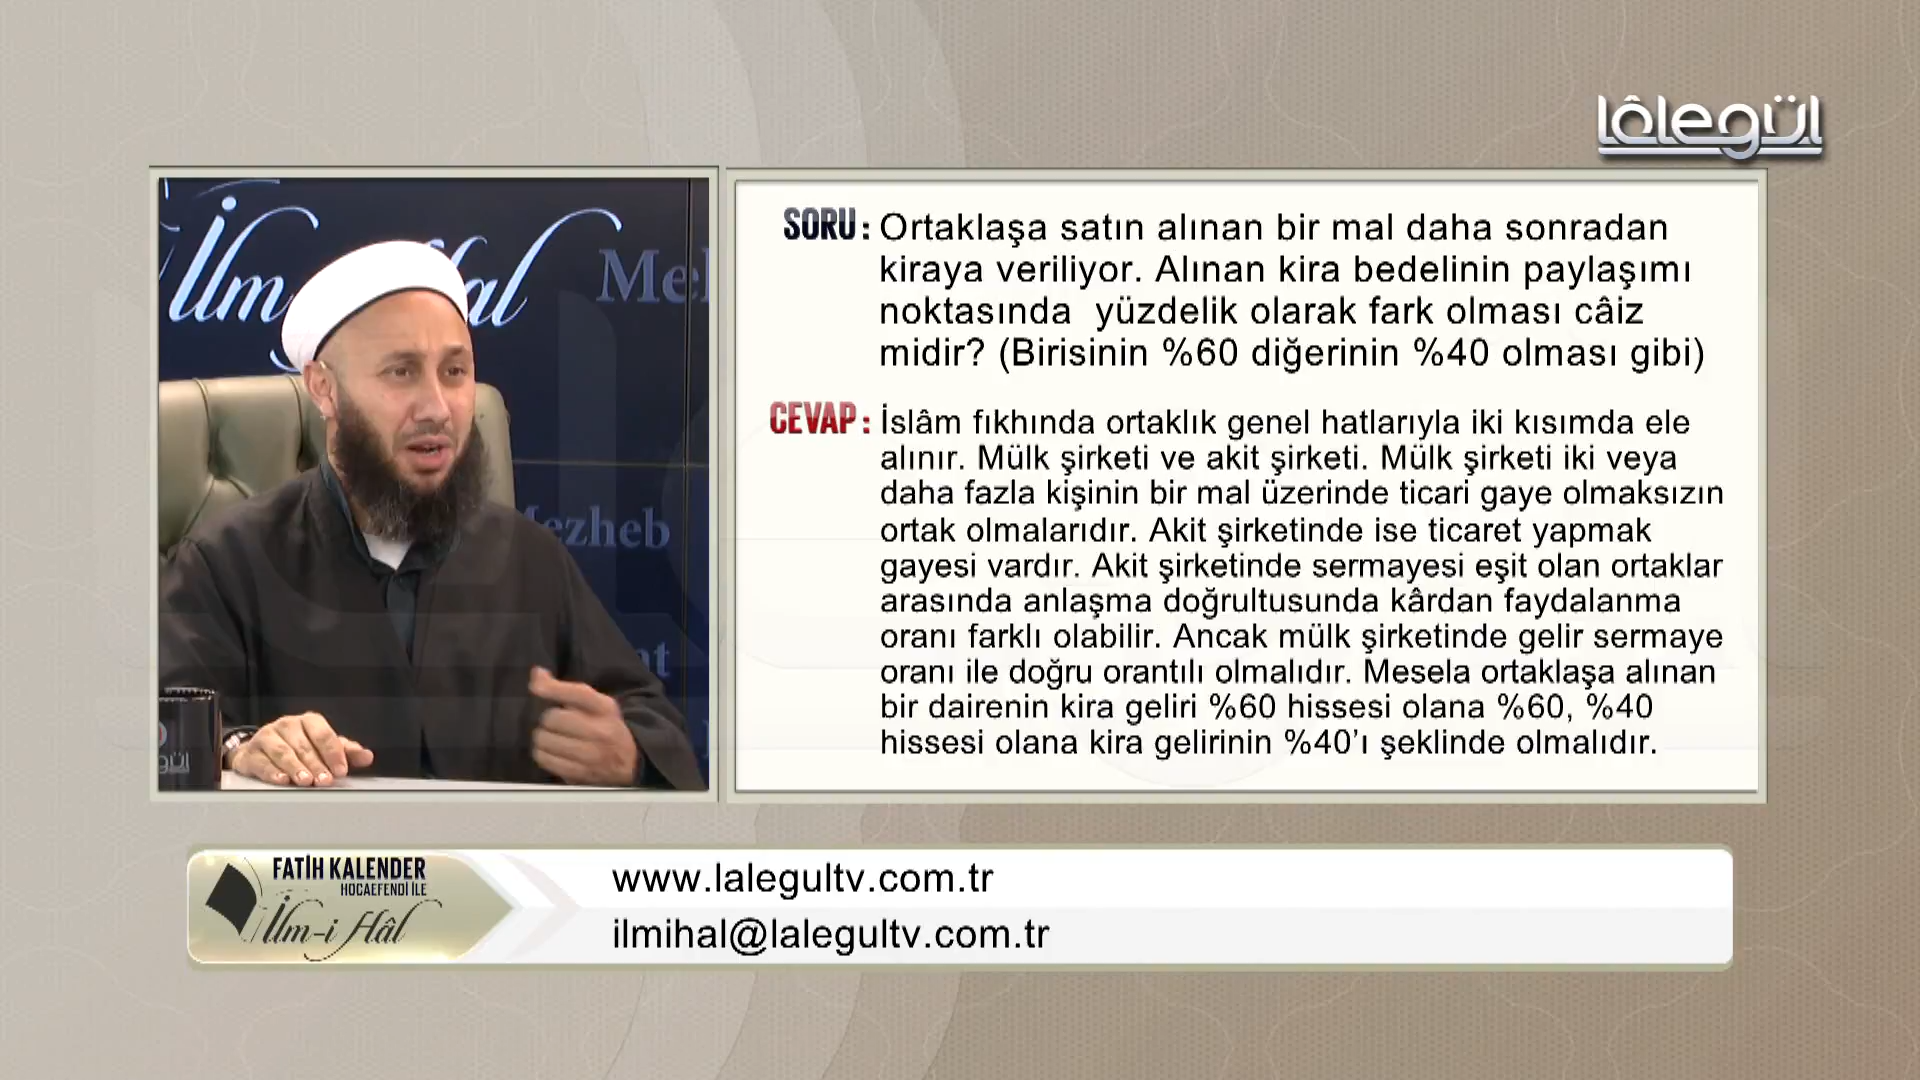 lâlegül
İlm-i Hâl
Mezheb
gül
SORU : Ortaklaşa satın alınan bir mal daha sonradan
kiraya veriliyor. Alınan kira bedelinin paylaşımı
noktasında yüzdelik olarak fark olması câiz
midir? (Birisinin %60 diğerinin %40 olması gibi)
CEVAP : İslâm fıkhında ortaklık genel hatlarıyla iki kısımda ele
alınır. Mülk şirketi ve akit şirketi. Mülk şirketi iki veya
daha fazla kişinin bir mal üzerinde ticari gaye olmaksızın
ortak olmalarıdır. Akit şirketinde ise ticaret yapmak
gayesi vardır. Akit şirketinde sermayesi eşit olan ortaklar
arasında anlaşma doğrultusunda kârdan faydalanma
oranı farklı olabilir. Ancak mülk şirketinde gelir sermaye
oranı ile doğru orantılı olmalıdır. Mesela ortaklaşa alınan
bir dairenin kira geliri %60 hissesi olana %60, %40
hissesi olana kira gelirinin %40’ı şeklinde olmalıdır.
FATİH KALENDER
HOCAEFENDİ İLE
İlm-i Hâl
www.lalegultv.com.tr
ilmihal@lalegultv.com.tr